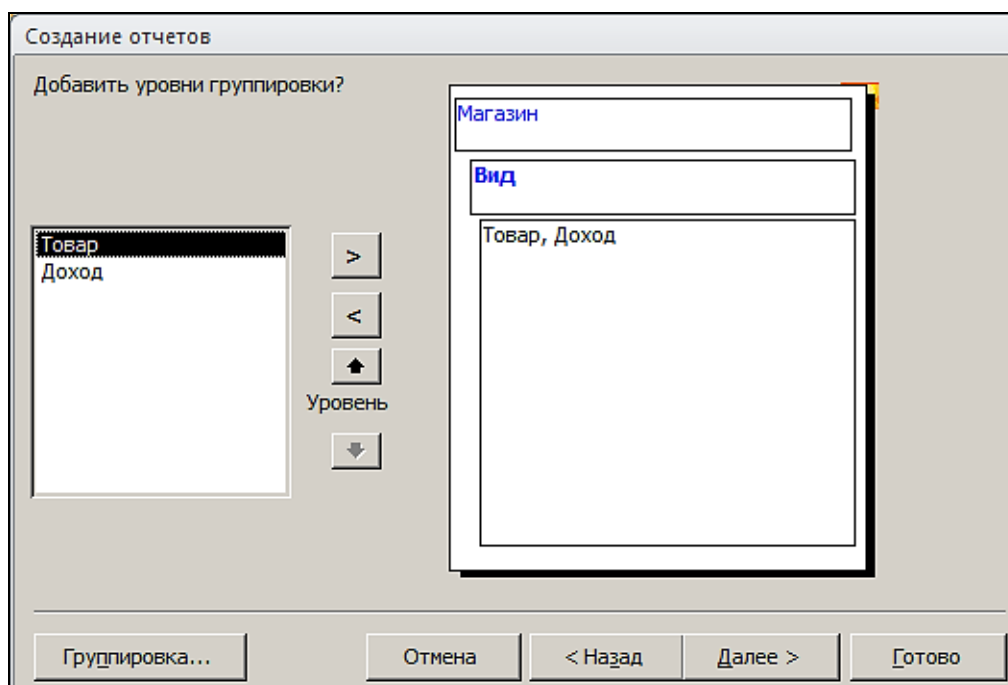 Создание отчетов
Добавить уровни группировки?
Товар
Доход
>
<
Уровень
Магазин
Вид
Товар, Доход
Группировка...
Отмена
< Назад
Далее >
Готово